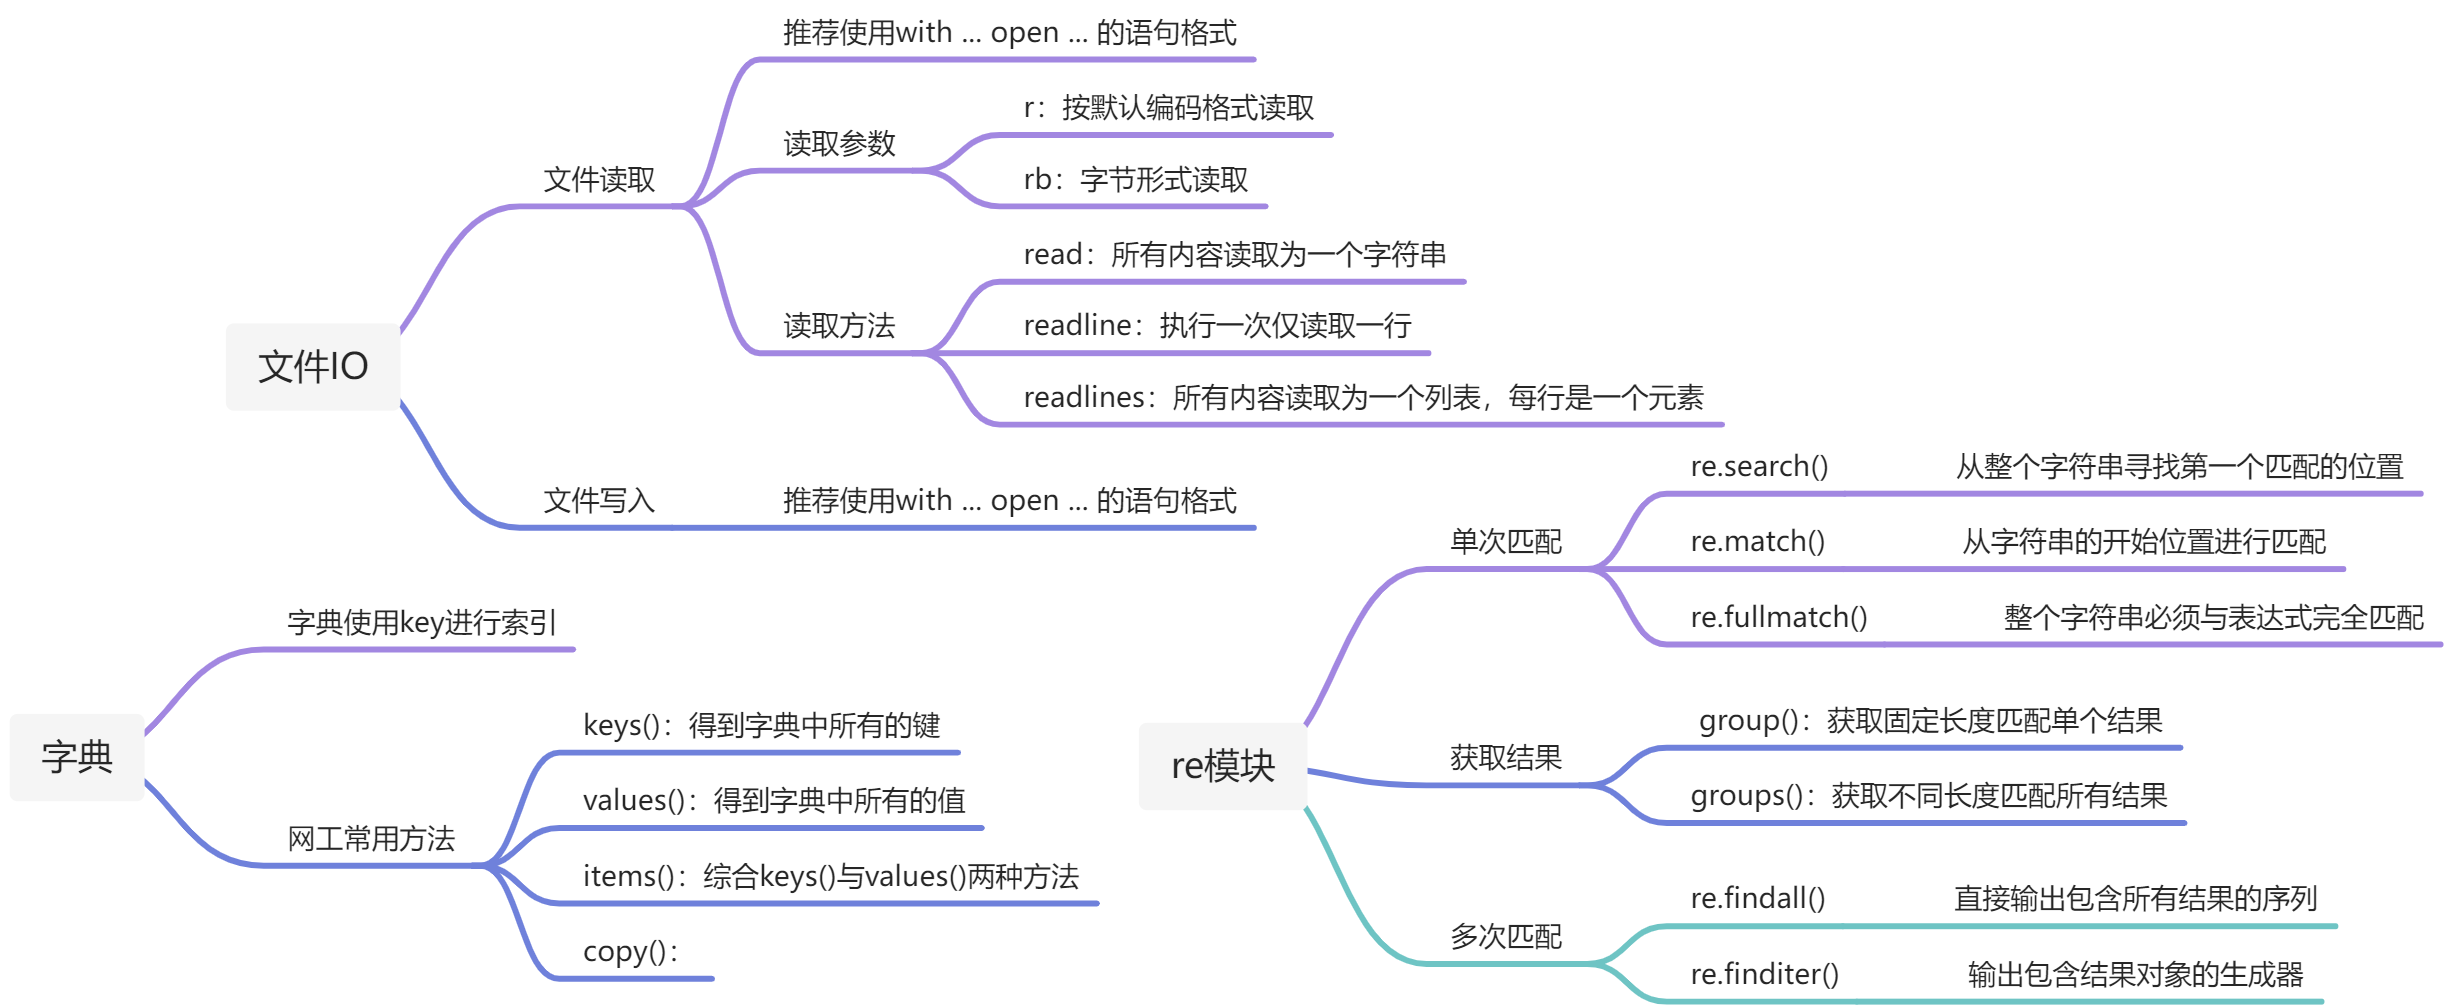 文件IO
文件读取
推荐使用with ... open ... 的语句格式
读取参数
r：按默认编码格式读取
rb：字节形式读取
读取方法
read：所有内容读取为一个字符串
readline：执行一次仅读取一行
readlines：所有内容读取为一个列表，每行是一个元素
文件写入
推荐使用with ... open ... 的语句格式
字典
字典使用key进行索引
网工常用方法
keys()：得到字典中所有的键
values()：得到字典中所有的值
items()：综合keys()与values()两种方法
copy()：
re模块
单次匹配
re.search()
从整个字符串寻找第一个匹配的位置
re.match()
从字符串的开始位置进行匹配
re.fullmatch()
整个字符串必须与表达式完全匹配
获取结果
group()：获取固定长度匹配单个结果
groups()：获取不同长度匹配所有结果
多次匹配
re.findall()
直接输出包含所有结果的序列
re.finditer()
输出包含结果对象的生成器